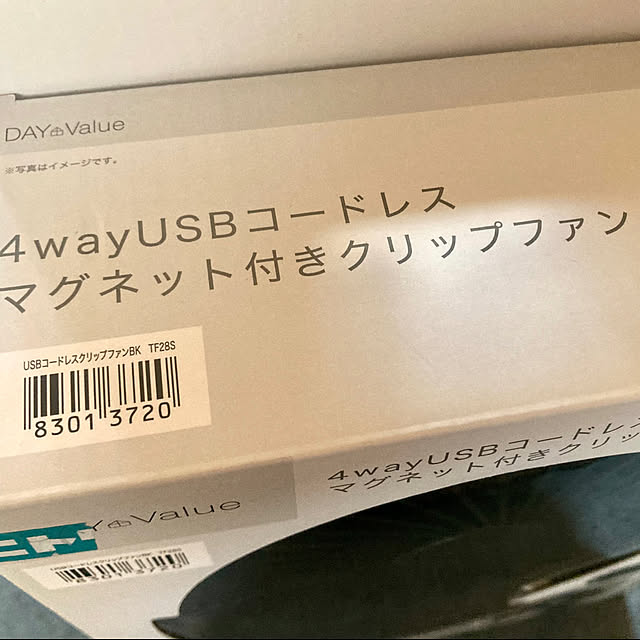 DAY Value
※写真はイメージです。
4wayUSBコードレス
マグネット付きクリップファン
USBコードレスクリップファンBK TF28S
8301 3720
4wayUSBコードレス
マグネット付きクリッ
Y Value